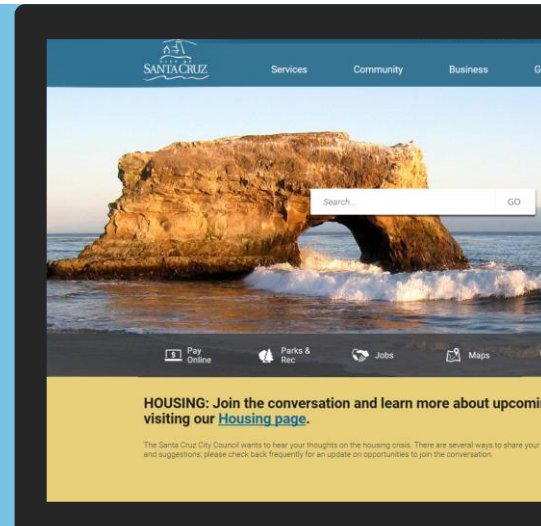 CITY OF
SANTA CRUZ
Services
Community
Business
G
Search...
GO
$
Pay
Online
Parks &
Rec
Jobs
Maps
HOUSING: Join the conversation and learn more about upcomin
visiting our Housing page.
The Santa Cruz City Council wants to hear your thoughts on the housing crisis. There are several ways to share your
and suggestions; please check back frequently for an update on opportunities to join the conversation.